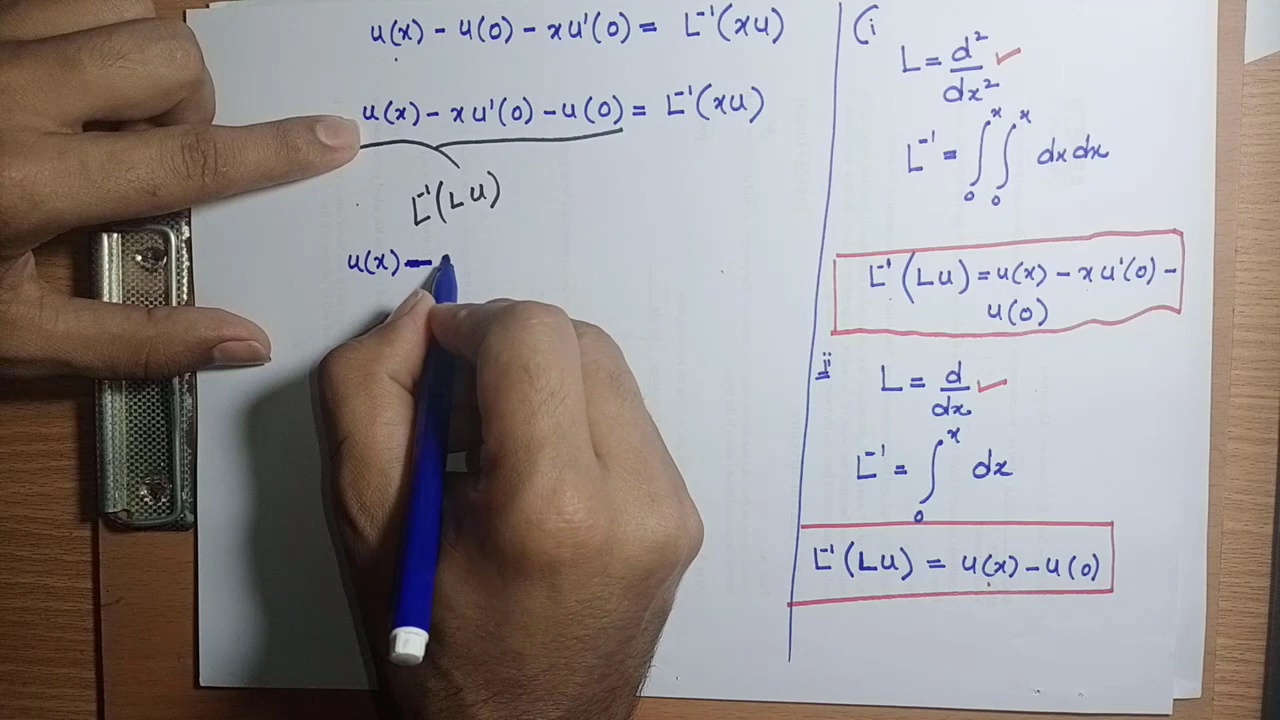 u(x) - u(0) - xu'(0) = L⁻¹(xu)
u(x) - xu'(0) - u(0) = L⁻¹(xu)
L⁻¹(Lu)
u(x) -
(i
L = d²/dx² ✓
L⁻¹ = ∫₀ˣ ∫₀ˣ dx dx
L⁻¹(Lu) = u(x) - xu'(0) -
u(0)
ii
L = d/dx ✓
L⁻¹ = ∫₀ˣ dx
L⁻¹(Lu) = u(x) - u(0)